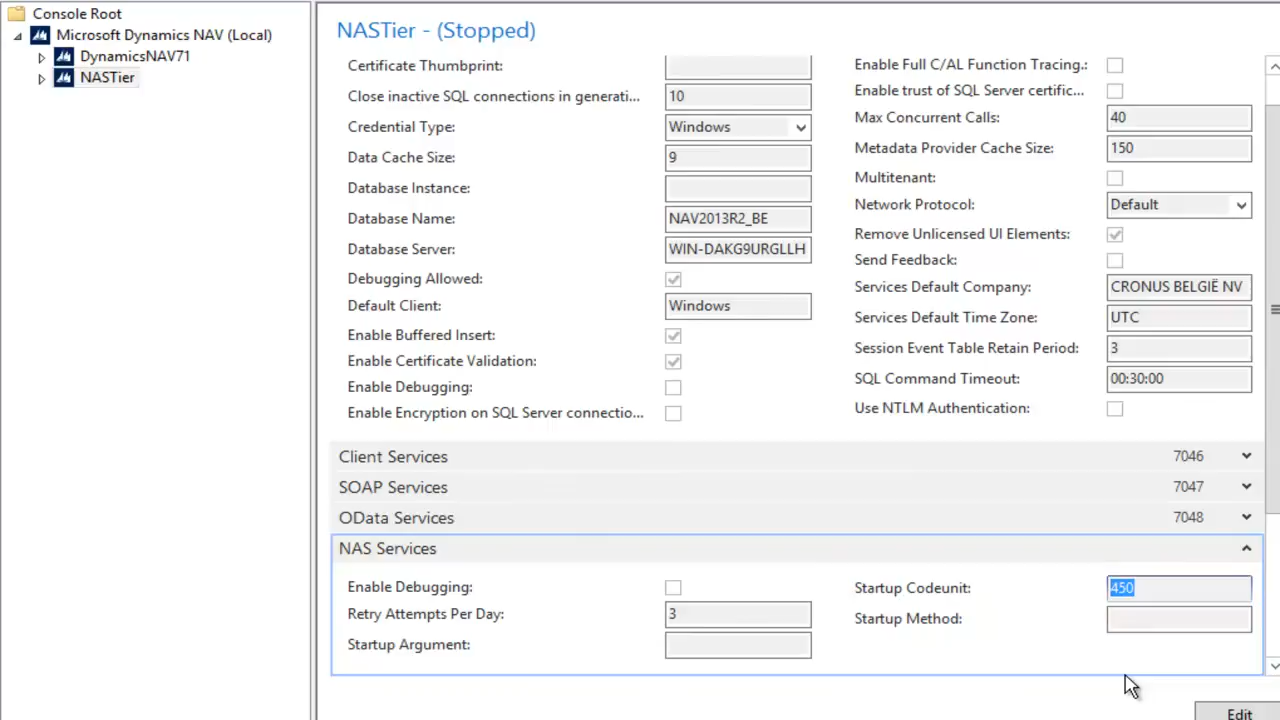 Console Root
Microsoft Dynamics NAV (Local)
DynamicsNAV71
NASTier
NASTier - (Stopped)
Certificate Thumbprint:
Close inactive SQL connections in generati... 10
Credential Type: Windows
Data Cache Size: 9
Database Instance:
Database Name: NAV2013R2_BE
Database Server: WIN-DAKG9URGLLH
Debugging Allowed:
Default Client: Windows
Enable Buffered Insert:
Enable Certificate Validation:
Enable Debugging:
Enable Encryption on SQL Server connectio...
Enable Full C/AL Function Tracing.:
Enable trust of SQL Server certific...
Max Concurrent Calls: 40
Metadata Provider Cache Size: 150
Multitenant:
Network Protocol: Default
Remove Unlicensed UI Elements:
Send Feedback:
Services Default Company: CRONUS BELGIË NV
Services Default Time Zone: UTC
Session Event Table Retain Period: 3
SQL Command Timeout: 00:30:00
Use NTLM Authentication:
Client Services 7046
SOAP Services 7047
OData Services 7048
NAS Services
Enable Debugging:
Retry Attempts Per Day: 3
Startup Argument:
Startup Codeunit: 450
Startup Method:
Edit